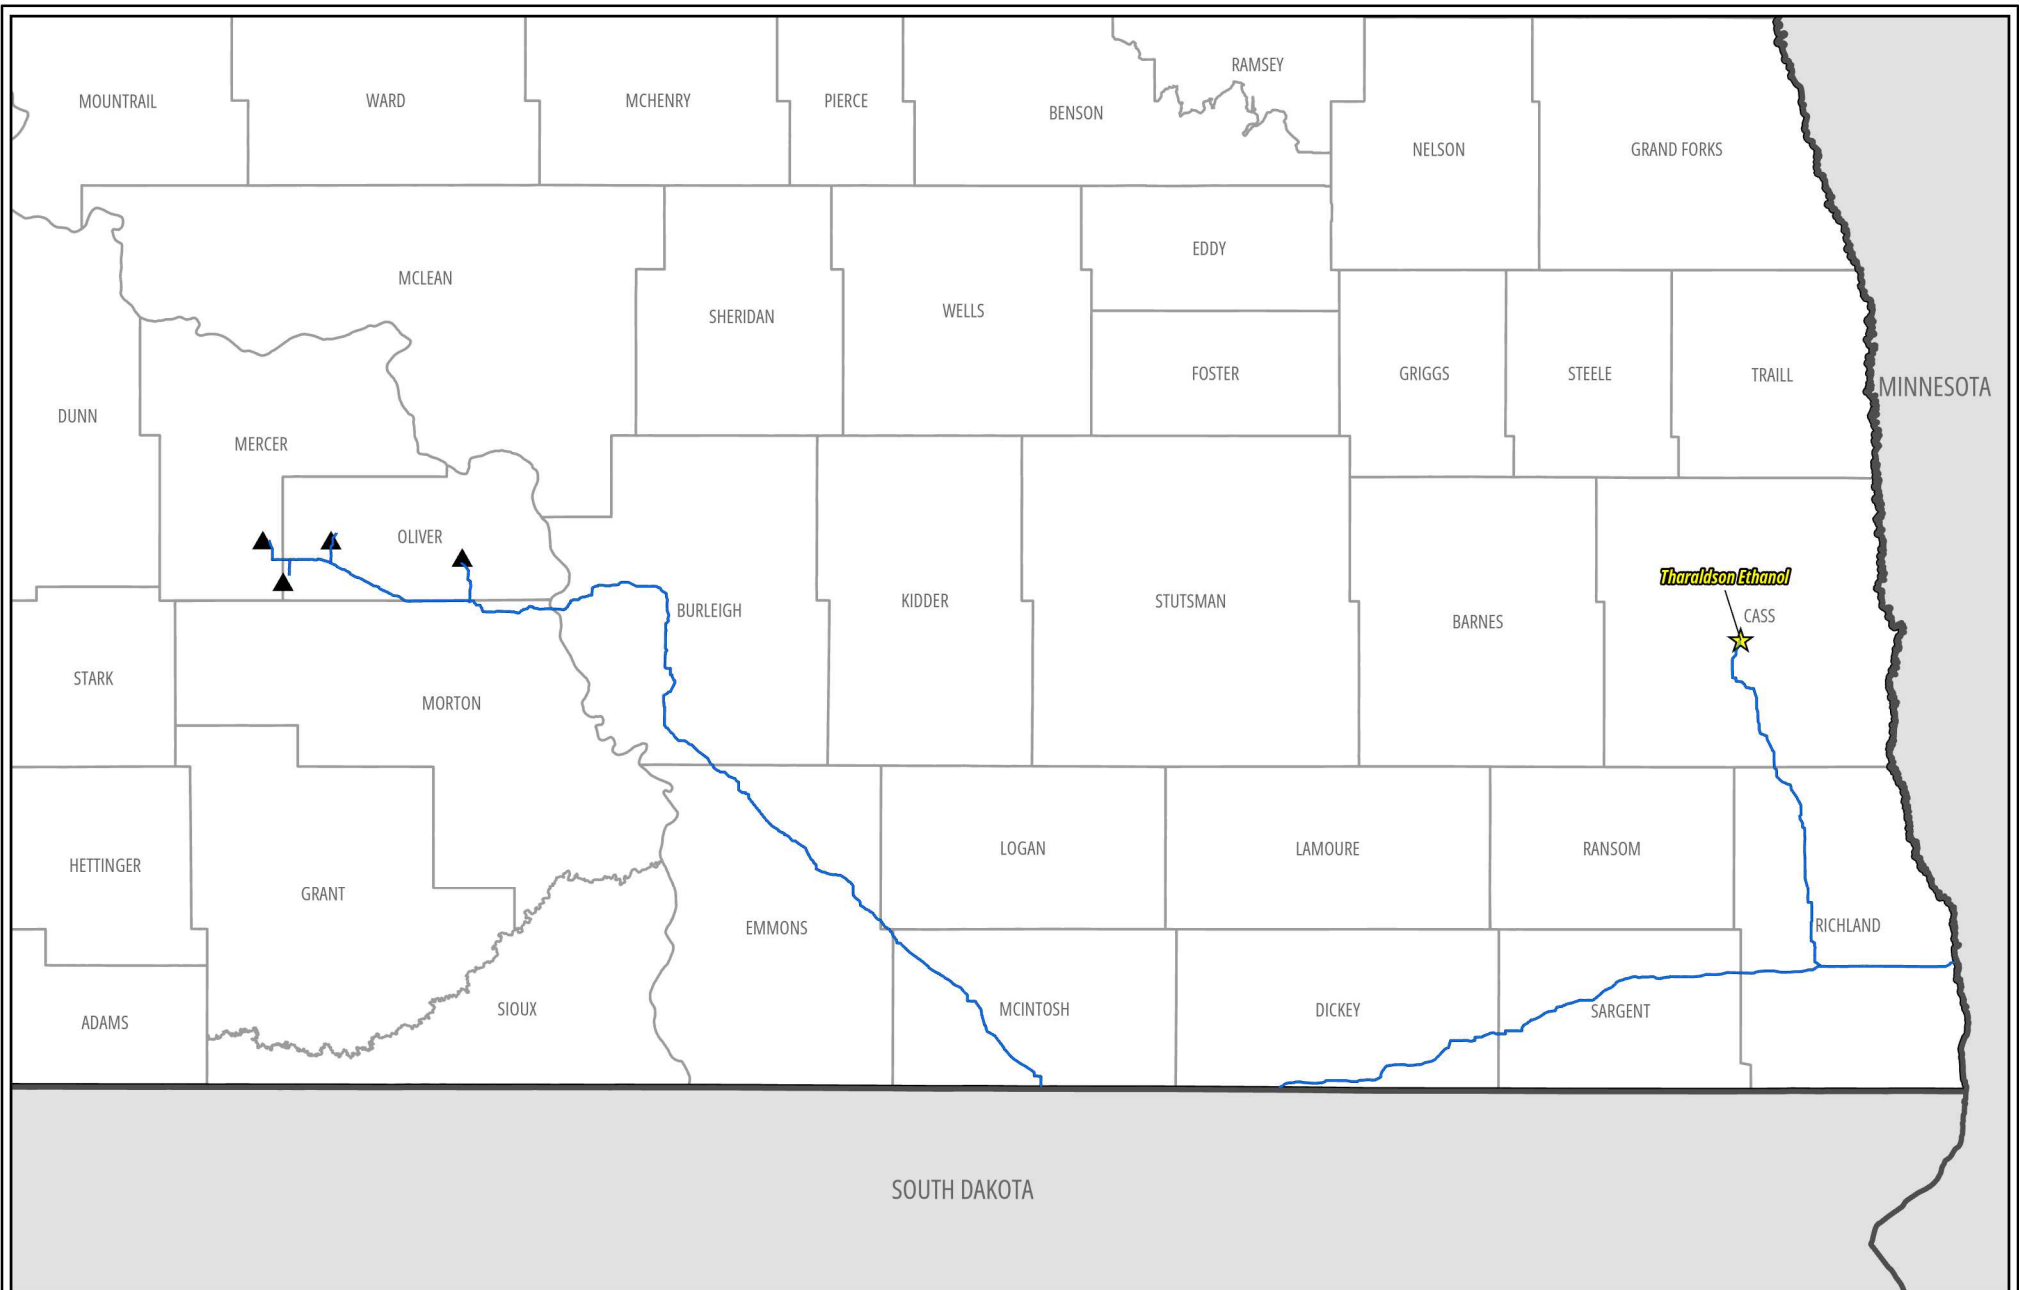 RAMSEY
MOUNTRAIL
WARD
MCHENRY
PIERCE
BENSON
NELSON
GRAND FORKS
EDDY
MCLEAN
SHERIDAN
WELLS
FOSTER
GRIGGS
STEELE
TRAILL
MINNESOTA
DUNN
MERCER
OLIVER
Tharaldson Ethanol
BURLEIGH
KIDDER
STUTSMAN
BARNES
CASS
STARK
MORTON
HETTINGER
GRANT
LOGAN
LAMOURE
RANSOM
EMMONS
RICHLAND
ADAMS
SIOUX
MCINTOSH
DICKEY
SARGENT
SOUTH DAKOTA